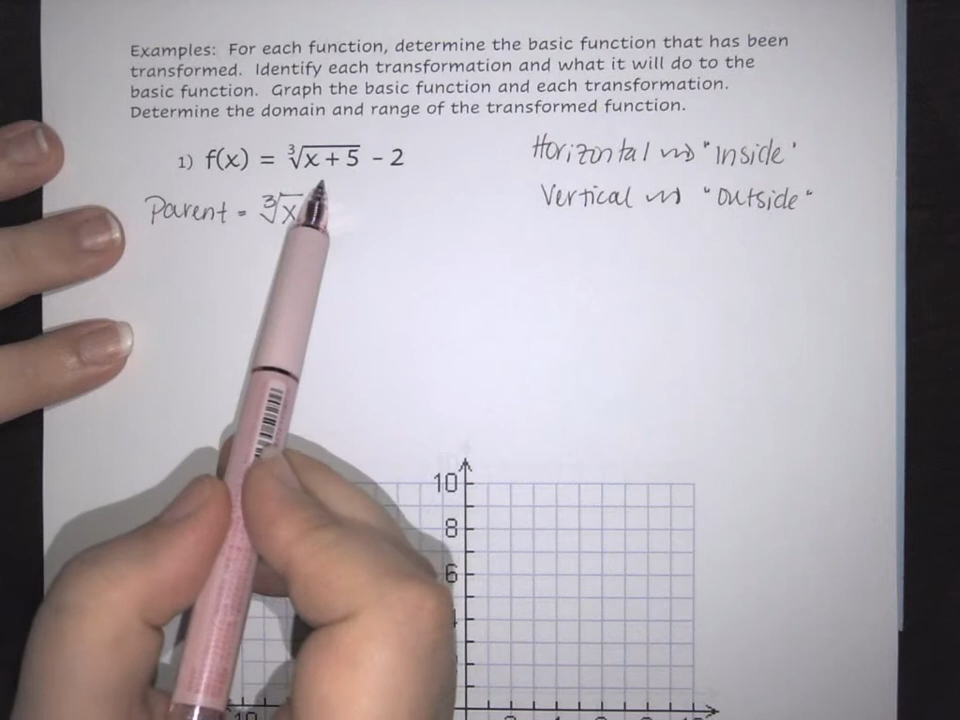 Examples: For each function, determine the basic function that has been
transformed. Identify each transformation and what it will do to the
basic function. Graph the basic function and each transformation.
Determine the domain and range of the transformed function.
1) f(x) = ∛(x + 5) - 2
Horizontal ⇝ "Inside"
Parent = ∛x
Vertical ⇝ "Outside"
10
8
6